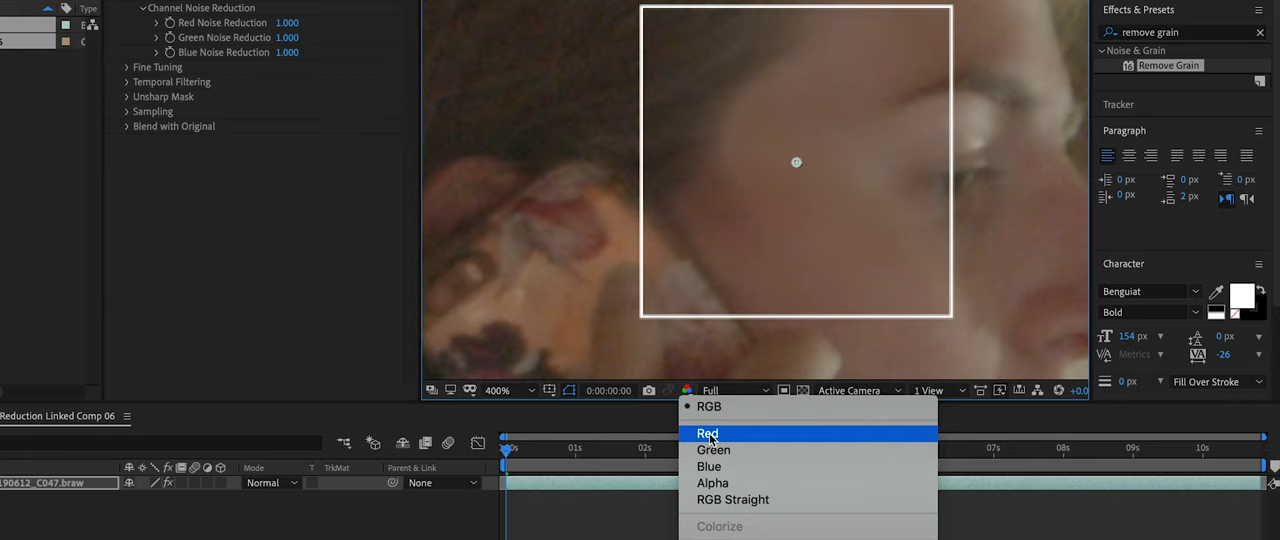 Channel Noise Reduction
Red Noise Reduction 1.000
Green Noise Reductio 1.000
Blue Noise Reduction 1.000
Fine Tuning
Temporal Filtering
Unsharp Mask
Sampling
Blend with Original
Type
Effects & Presets
remove grain
Noise & Grain
16 Remove Grain
Tracker
Paragraph
0 px 0 px 0 px
0 px 2 px
Character
Benguiat
Bold
154 px 0 px
Metrics -26
0 px Fill Over Stroke
400% 0:00:00:00 Full Active Camera 1 View +0.0
RGB
Red
Green
Blue
Alpha
RGB Straight
Colorize
Reduction Linked Comp 06
01s 02s 07s 08s 09s 10s
Mode T TrkMat Parent & Link
190612_C047.braw Normal None